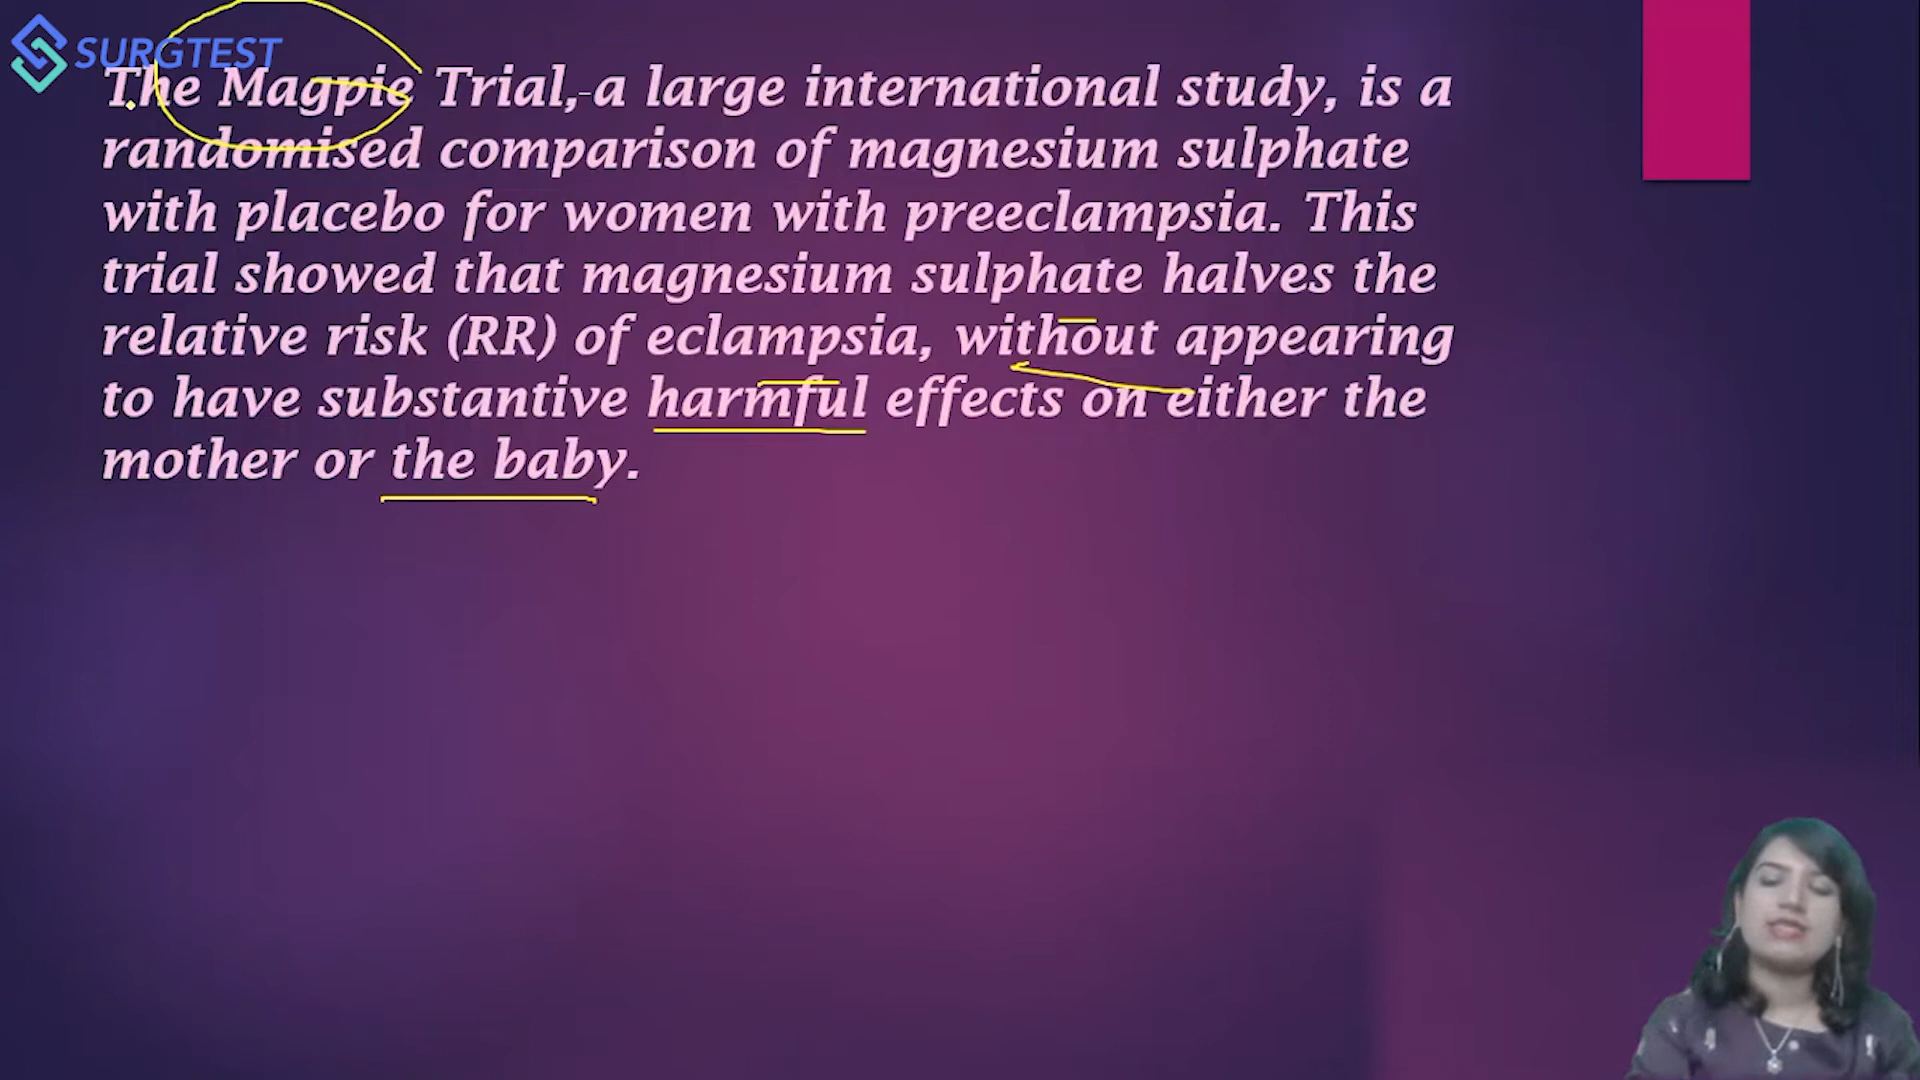 SURGTEST
The Magpie Trial,-a large international study, is a
randomised comparison of magnesium sulphate
with placebo for women with preeclampsia. This
trial showed that magnesium sulphate halves the
relative risk (RR) of eclampsia, without appearing
to have substantive harmful effects on either the
mother or the baby.